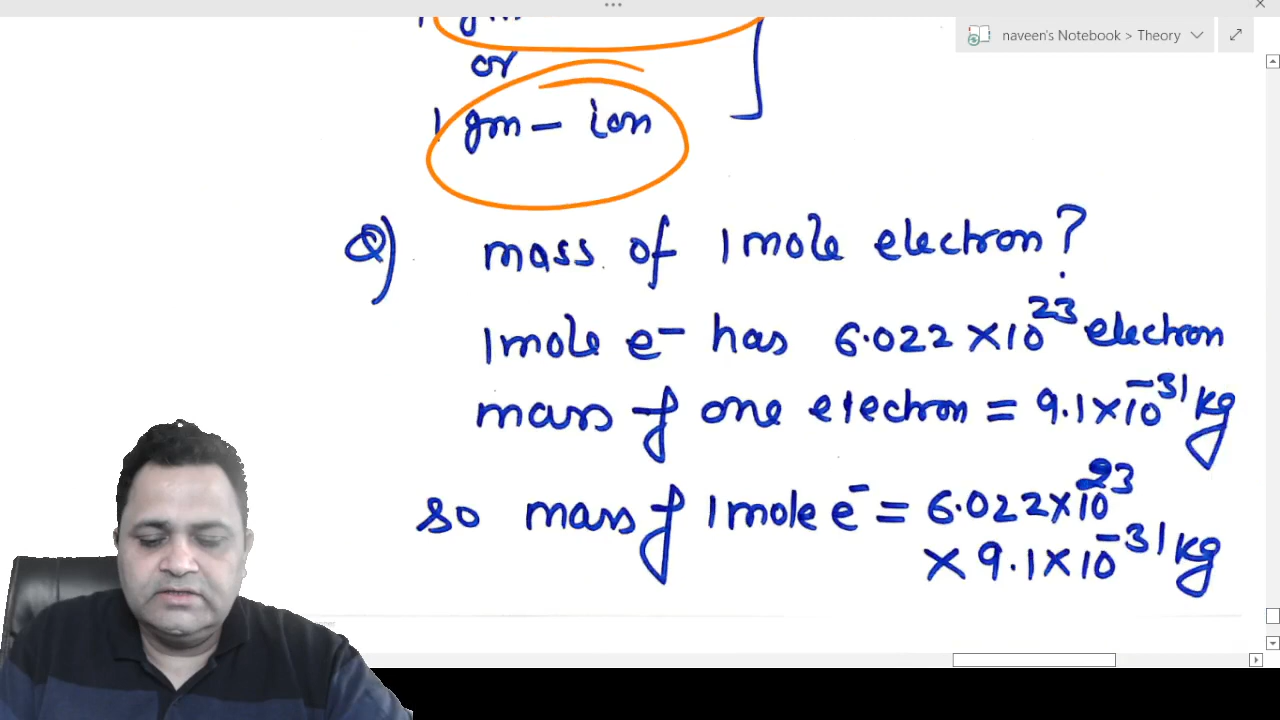 naveen's Notebook > Theory
or
1 gm - ion
Q) mass of 1 mole electron?
1 mole e⁻ has 6.022 × 10²³ electron
mass of one electron = 9.1 × 10⁻³¹ kg
so mass of 1 mole e⁻ = 6.022 × 10²³
× 9.1 × 10⁻³¹ kg